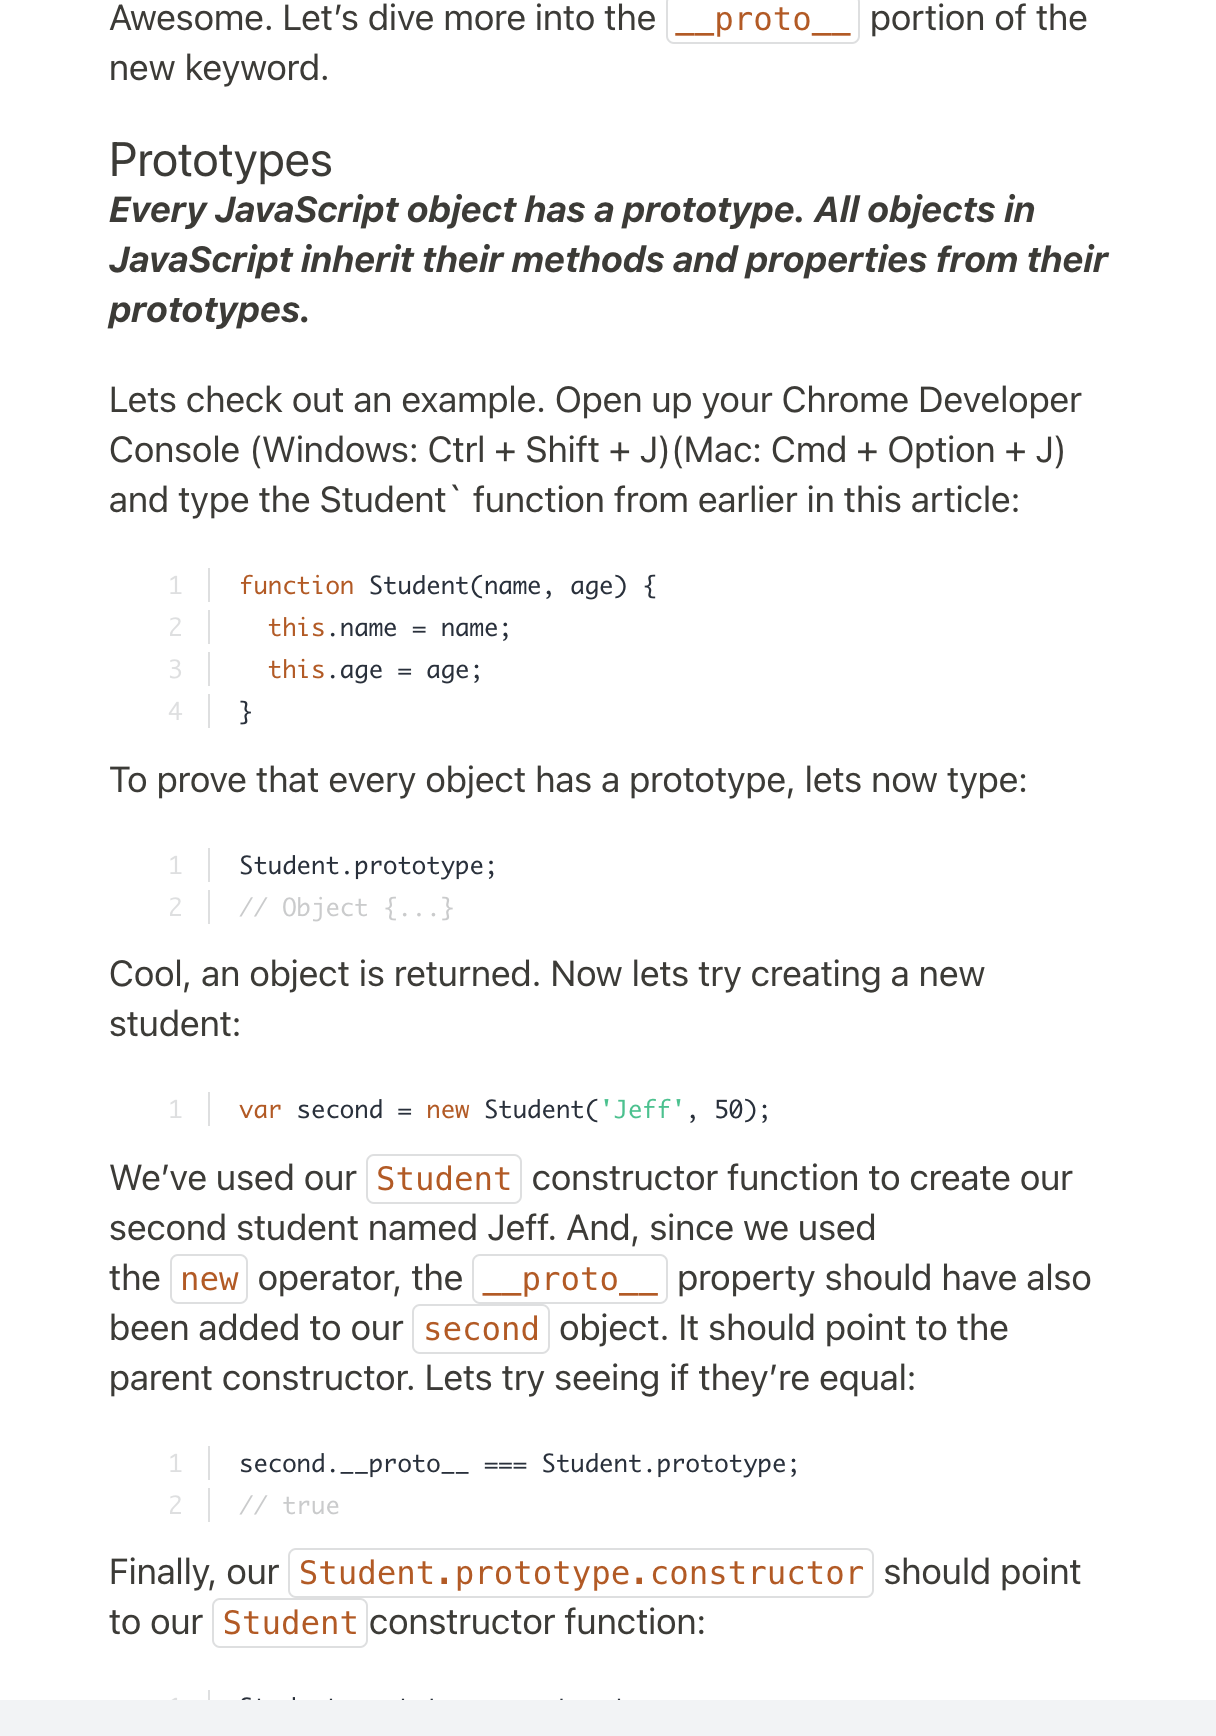 Awesome. Let’s dive more into the __proto__ portion of the
new keyword.
Prototypes
Every JavaScript object has a prototype. All objects in
JavaScript inherit their methods and properties from their
prototypes.
Lets check out an example. Open up your Chrome Developer
Console (Windows: Ctrl + Shift + J)(Mac: Cmd + Option + J)
and type the Student` function from earlier in this article:
1 function Student(name, age) {
2   this.name = name;
3   this.age = age;
4 }
To prove that every object has a prototype, lets now type:
1 Student.prototype;
2 // Object {...}
Cool, an object is returned. Now lets try creating a new
student:
1 var second = new Student('Jeff', 50);
We’ve used our Student constructor function to create our
second student named Jeff. And, since we used
the new operator, the __proto__ property should have also
been added to our second object. It should point to the
parent constructor. Lets try seeing if they’re equal:
1 second.__proto__ === Student.prototype;
2 // true
Finally, our Student.prototype.constructor should point
to our Student constructor function: